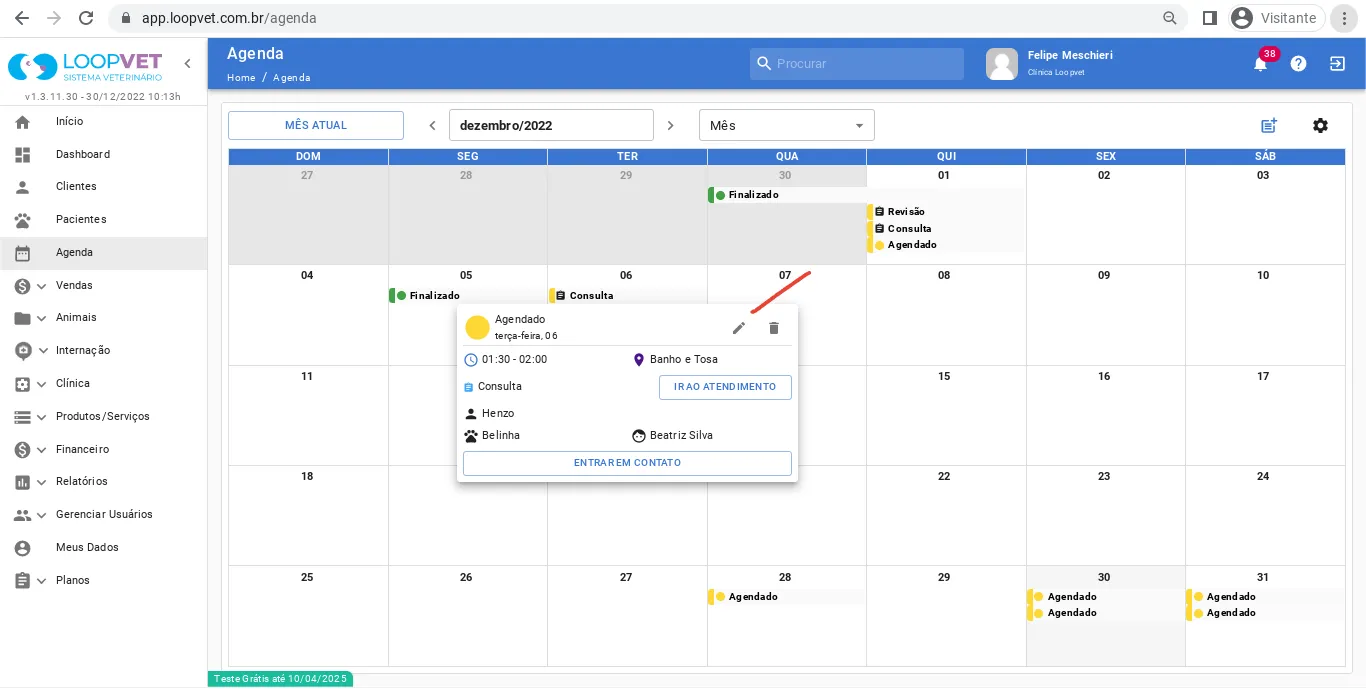 app.loopvet.com.br/agenda
Visitante
LOOPVET
SISTEMA VETERINÁRIO
v1.3.11.30 - 30/12/2022 10:13h
Início
Dashboard
Clientes
Pacientes
Agenda
Vendas
Animais
Internação
Clínica
Produtos/Serviços
Financeiro
Relatórios
Gerenciar Usuários
Meus Dados
Planos
Agenda
Home / Agenda
Procurar
Felipe Meschieri
Clínica Loopvet
38
MÊS ATUAL
dezembro/2022
Mês
DOM SEG TER QUA QUI SEX SÁB
27 28 29 30 01 02 03
Finalizado
Revisão
Consulta
Agendado
04 05 06 07 08 09 10
Finalizado Consulta
Agendado
terça-feira, 06
01:30 - 02:00 Banho e Tosa
Consulta IR AO ATENDIMENTO
Henzo
Belinha Beatriz Silva
ENTRAR EM CONTATO
11 15 16 17
18 22 23 24
25 26 27 28 29 30 31
Agendado Agendado Agendado
Agendado Agendado
Teste Grátis até 10/04/2025